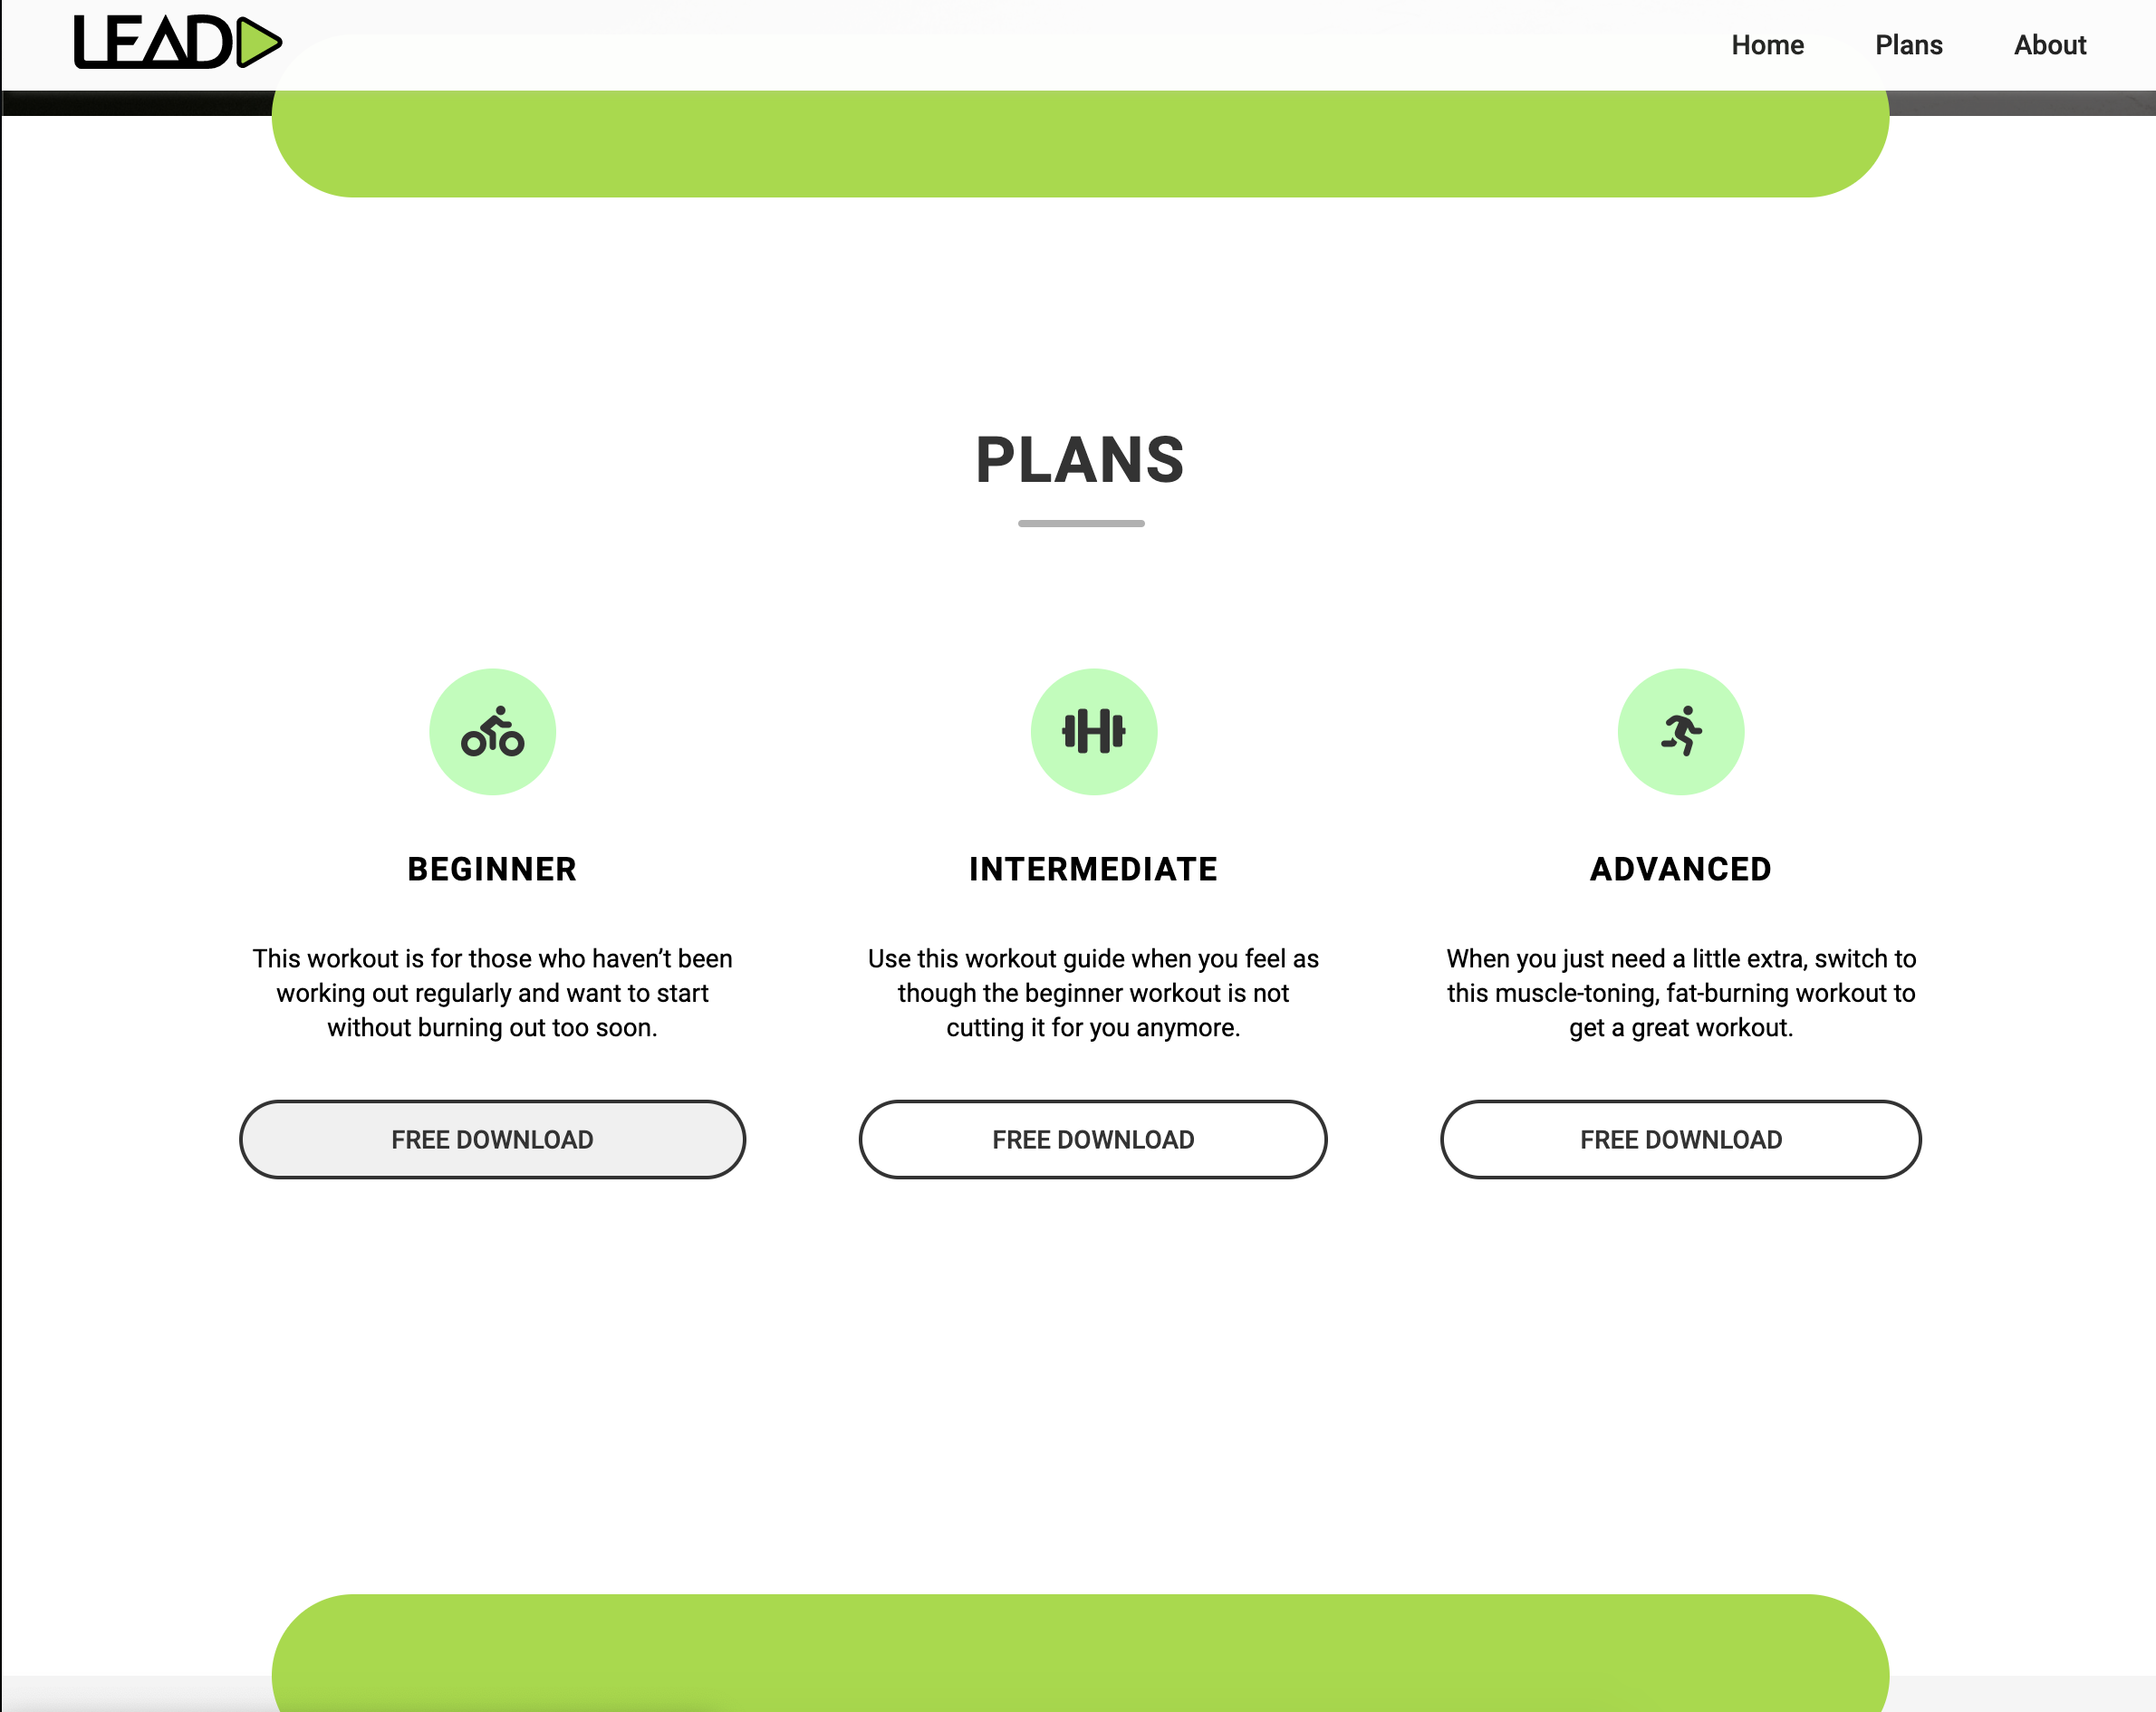 LEAD
Home
Plans
About
PLANS
BEGINNER
This workout is for those who haven’t been
working out regularly and want to start
without burning out too soon.
FREE DOWNLOAD
INTERMEDIATE
Use this workout guide when you feel as
though the beginner workout is not
cutting it for you anymore.
FREE DOWNLOAD
ADVANCED
When you just need a little extra, switch to
this muscle-toning, fat-burning workout to
get a great workout.
FREE DOWNLOAD